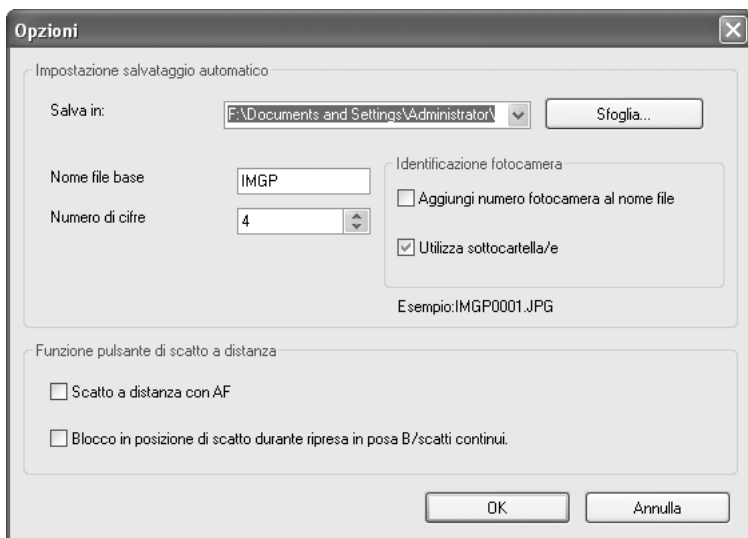 Opzioni
Impostazione salvataggio automatico
Salva in:
F:\Documents and Settings\Administrator\
Sfoglia...
Nome file base
IMGP
Numero di cifre
4
Identificazione fotocamera
Aggiungi numero fotocamera al nome file
Utilizza sottocartella/e
Esempio:IMGP0001.JPG
Funzione pulsante di scatto a distanza
Scatto a distanza con AF
Blocco in posizione di scatto durante ripresa in posa B/scatti continui.
OK
Annulla